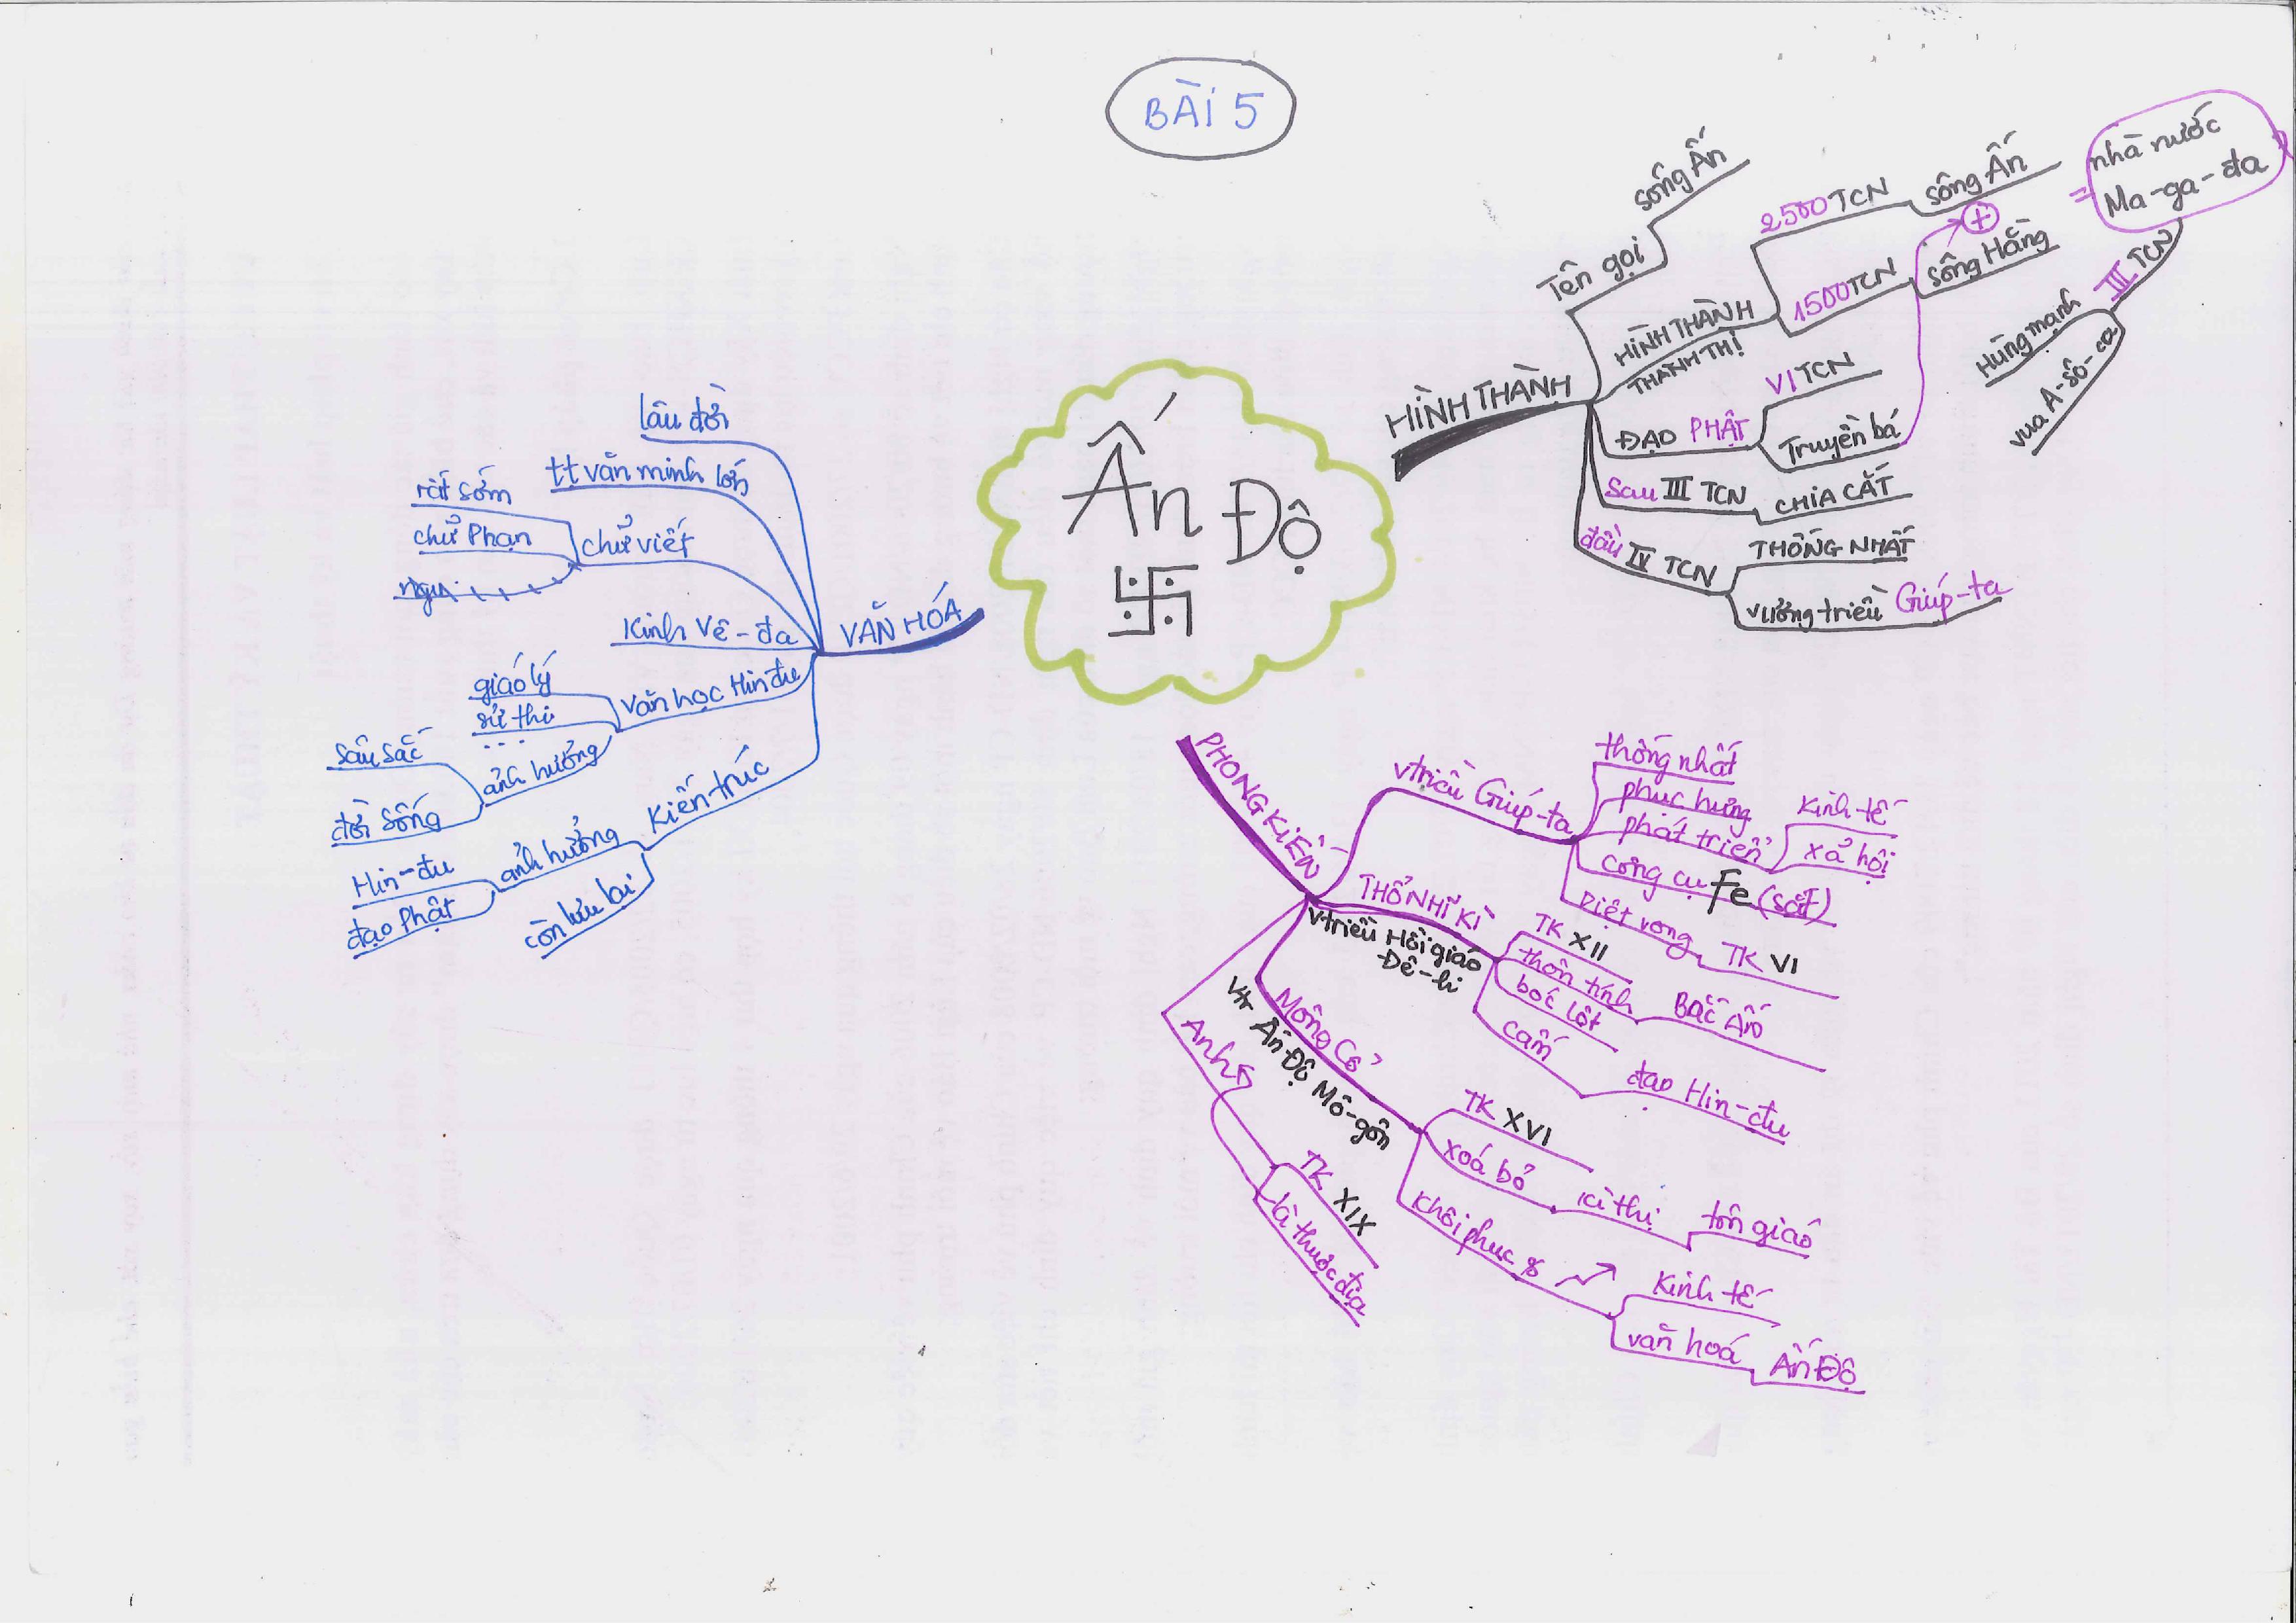 BÀI 5
Ấn Độ
HÌNH THÀNH
Tên gọi
sông Ấn
HÌNH THÀNH
THÀNH THỊ
2500 TCN
sông Ấn
+
1500 TCN
sông Hằng
= nhà nước
Ma-ga-đa
III TCN
Hùng mạnh
vua A-sô-ca
ĐẠO PHẬT
VI TCN
Truyền bá
Sau III TCN
CHIA CẮT
đầu IV TCN
THỐNG NHẤT
vương triều Giúp-ta
PHONG KIẾN
vtriều Giúp-ta
thống nhất
phục hưng
phát triển
kinh tế
xả hội
công cụ Fe (sắt)
Diệt vong
TK VI
THỔ NHĨ KÌ
vtriều Hồi giáo
Đê-li
TK XII
thôn tính
Bắc Ấn
bóc lột
cấm
đạo Hin-đu
Mông Cổ
vtr Ấn Độ Mô-gôn
TK XVI
xoá bỏ
kì thị
tôn giáo
khôi phục &
kinh tế
văn hoá
Ấn Độ
Anh
TK XIX
là thuộc địa
VĂN HÓA
lâu đời
tt văn minh lớn
chữ viết
rất sớm
chữ Phạn
Kinh Vê-đa
văn học Hin đu
giáo lý
sử thi
...
ảnh hưởng
sâu sắc
đời sống
Kiến trúc
ảnh hưởng
Hin-đu
đạo Phật
còn lưu lại